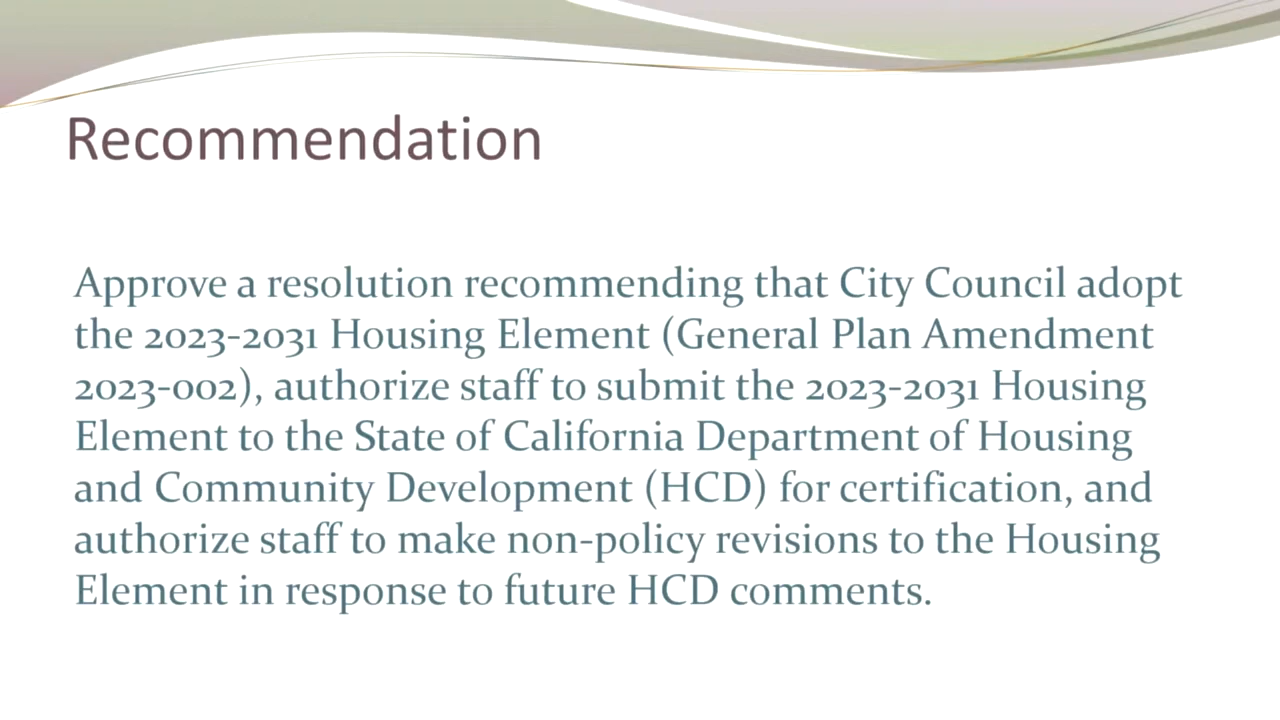 Recommendation
Approve a resolution recommending that City Council adopt
the 2023-2031 Housing Element (General Plan Amendment
2023-002), authorize staff to submit the 2023-2031 Housing
Element to the State of California Department of Housing
and Community Development (HCD) for certification, and
authorize staff to make non-policy revisions to the Housing
Element in response to future HCD comments.